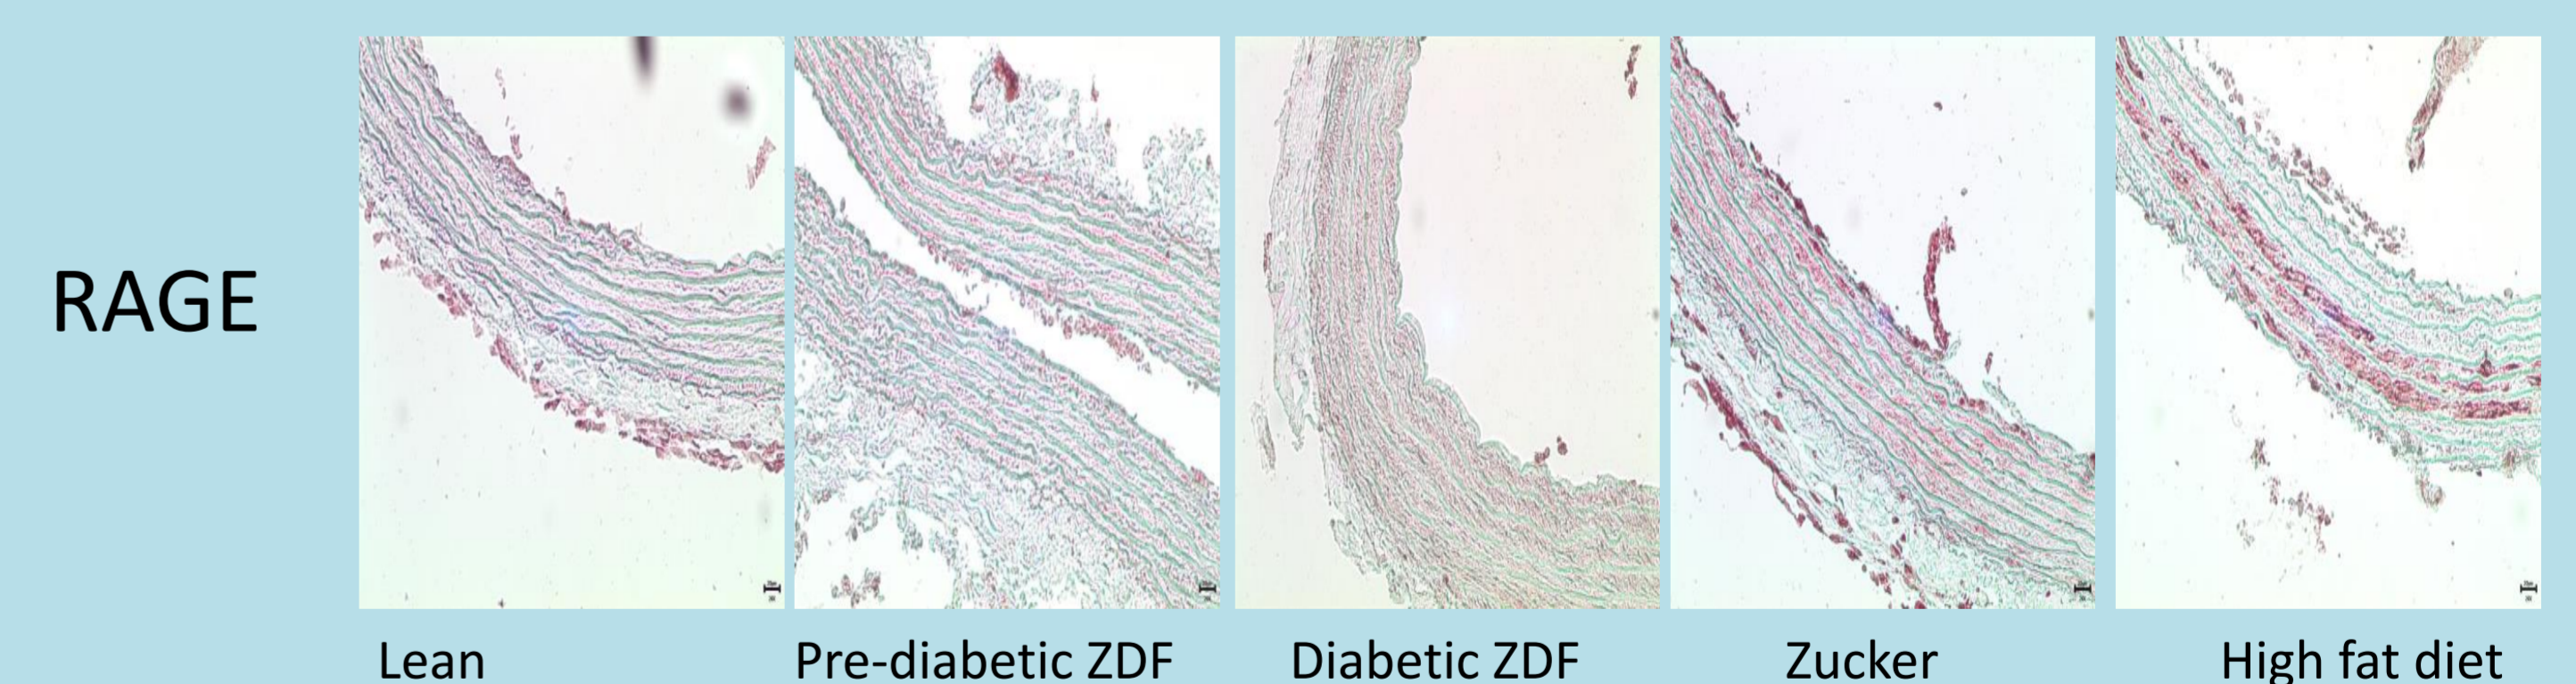 RAGE
Lean
Pre-diabetic ZDF
Diabetic ZDF
Zucker
High fat diet